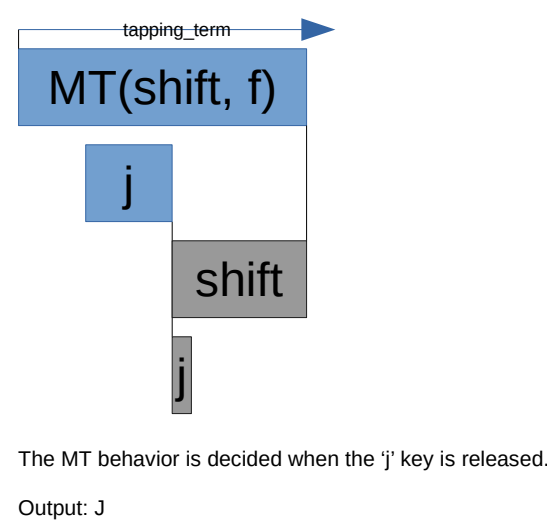 tapping_term
MT(shift, f)
j
shift
j
The MT behavior is decided when the ‘j’ key is released.
Output: J